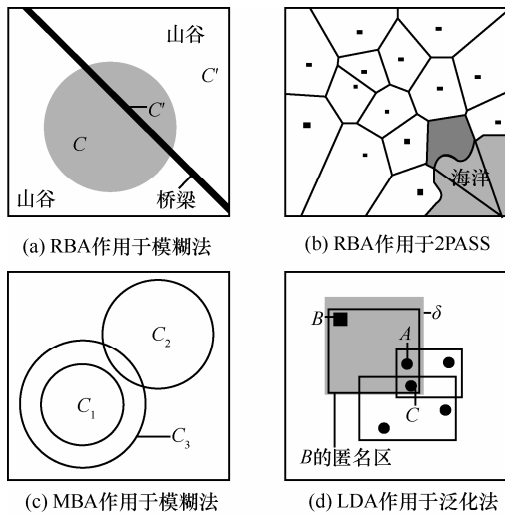 山谷
C'
C'
C
山谷
桥梁
(a) RBA作用于模糊法
海洋
(b) RBA作用于2PASS
C₂
C₁
C₃
(c) MBA作用于模糊法
B
δ
A
C
B的匿名区
(d) LDA作用于泛化法